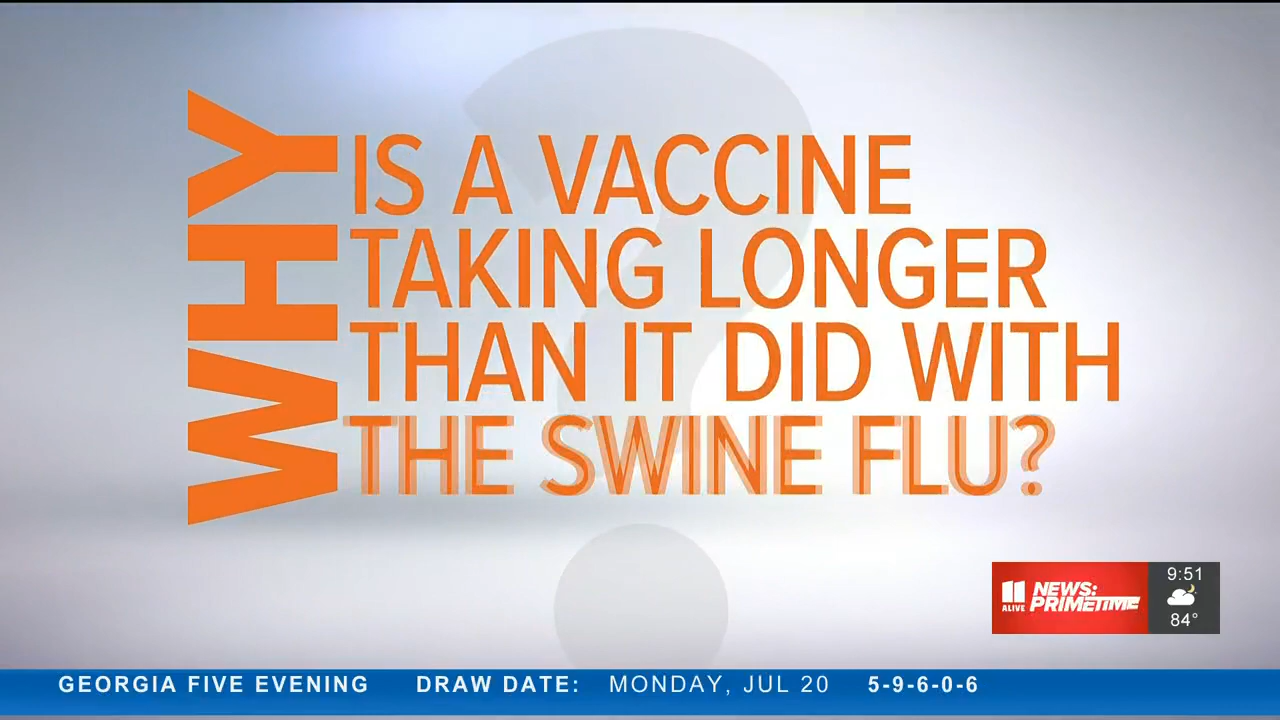 WHY
IS A VACCINE
TAKING LONGER
THAN IT DID WITH
THE SWINE FLU?
11 ALIVE NEWS: PRIMETIME
9:51
84°
GEORGIA FIVE EVENING DRAW DATE: MONDAY, JUL 20 5-9-6-0-6